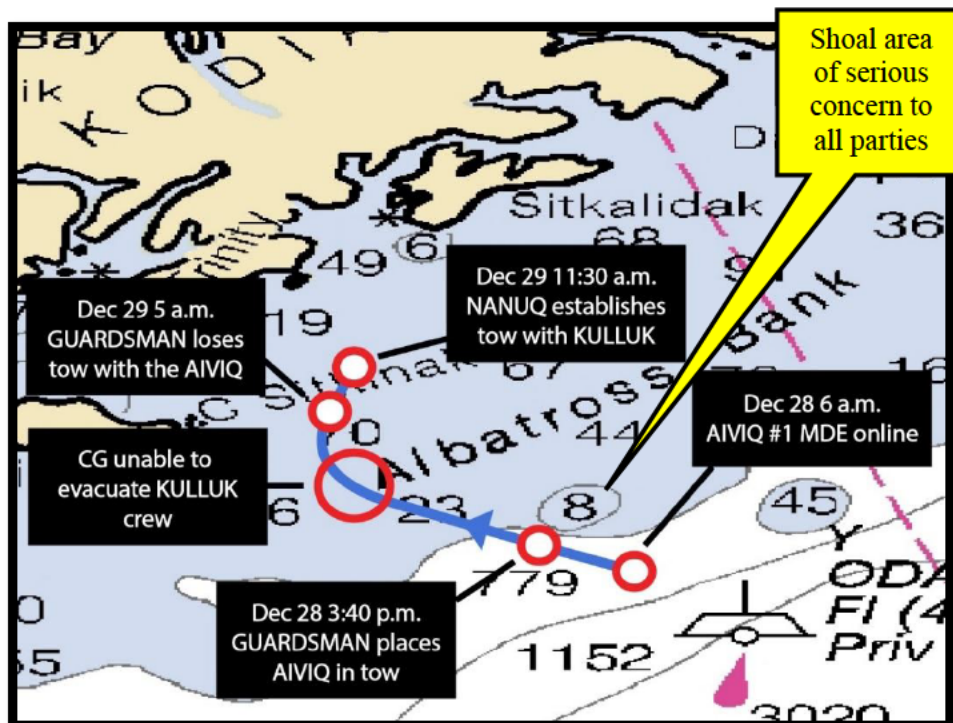 Shoal area
of serious
concern to
all parties
Bay
ik
KODI
Sitkalidak
36
68
6
49
19
Dec 29 5 a.m.
GUARDSMAN loses
tow with the AIVIQ
Dec 29 11:30 a.m.
NANUQ establishes
tow with KULLUK
Albatross Bank
67
C Sitkinak
44
Dec 28 6 a.m.
AIVIQ #1 MDE online
CG unable to
evacuate KULLUK
crew
6
23
8
45
Y
779
ODA
Fl (4
Priv
Dec 28 3:40 p.m.
GUARDSMAN places
AIVIQ in tow
1152
3020